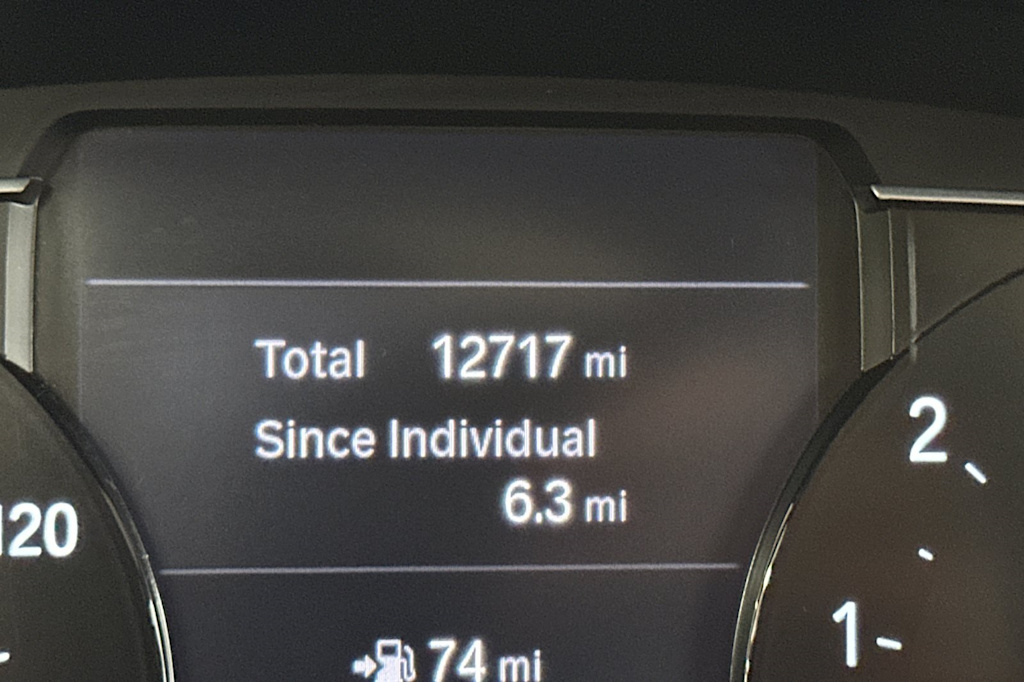 Total 12717 mi
Since Individual
6.3 mi
2
120
1
74 mi